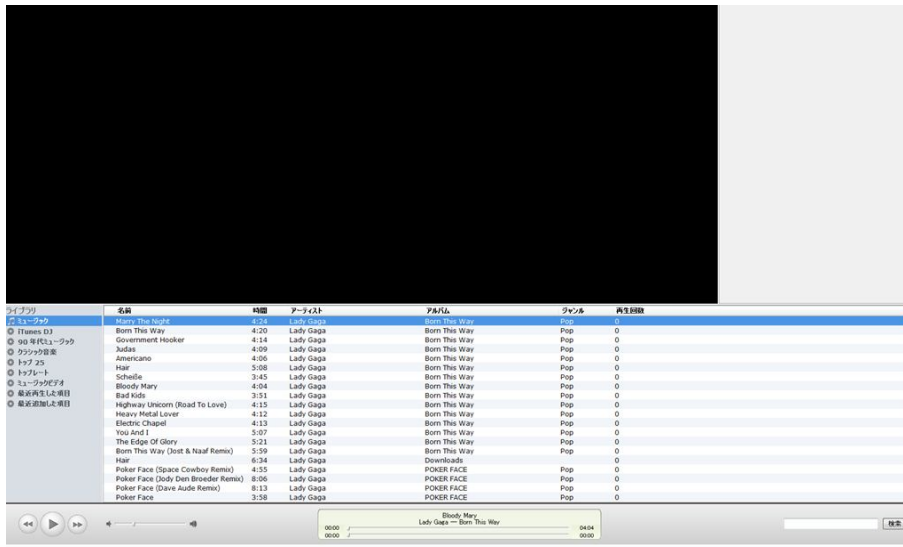 ライブラリ
ミュージック
iTunes DJ
90 年代ミュージック
クラシック音楽
トップ 25
トップレート
ミュージックビデオ
最近再生した項目
最近追加した項目
名前 時間 アーティスト アルバム ジャンル 再生回数
Marry The Night 4:24 Lady Gaga Born This Way Pop 0
Born This Way 4:20 Lady Gaga Born This Way Pop 0
Government Hooker 4:14 Lady Gaga Born This Way Pop 0
Judas 4:09 Lady Gaga Born This Way Pop 0
Americano 4:06 Lady Gaga Born This Way Pop 0
Hair 5:08 Lady Gaga Born This Way Pop 0
Scheiße 3:45 Lady Gaga Born This Way Pop 0
Bloody Mary 4:04 Lady Gaga Born This Way Pop 0
Bad Kids 3:51 Lady Gaga Born This Way Pop 0
Highway Unicorn (Road To Love) 4:15 Lady Gaga Born This Way Pop 0
Heavy Metal Lover 4:12 Lady Gaga Born This Way Pop 0
Electric Chapel 4:13 Lady Gaga Born This Way Pop 0
Yoü And I 5:07 Lady Gaga Born This Way Pop 0
The Edge Of Glory 5:21 Lady Gaga Born This Way Pop 0
Born This Way (Jost & Naaf Remix) 5:59 Lady Gaga Born This Way Pop 0
Hair 6:34 Lady Gaga Downloads 0
Poker Face (Space Cowboy Remix) 4:55 Lady Gaga POKER FACE Pop 0
Poker Face (Jody Den Broeder Remix) 8:06 Lady Gaga POKER FACE Pop 0
Poker Face (Dave Aude Remix) 8:13 Lady Gaga POKER FACE Pop 0
Poker Face 3:58 Lady Gaga POKER FACE Pop 0
Bloody Mary
Lady Gaga — Born This Way
00:00 04:04
00:00 00:00
検索